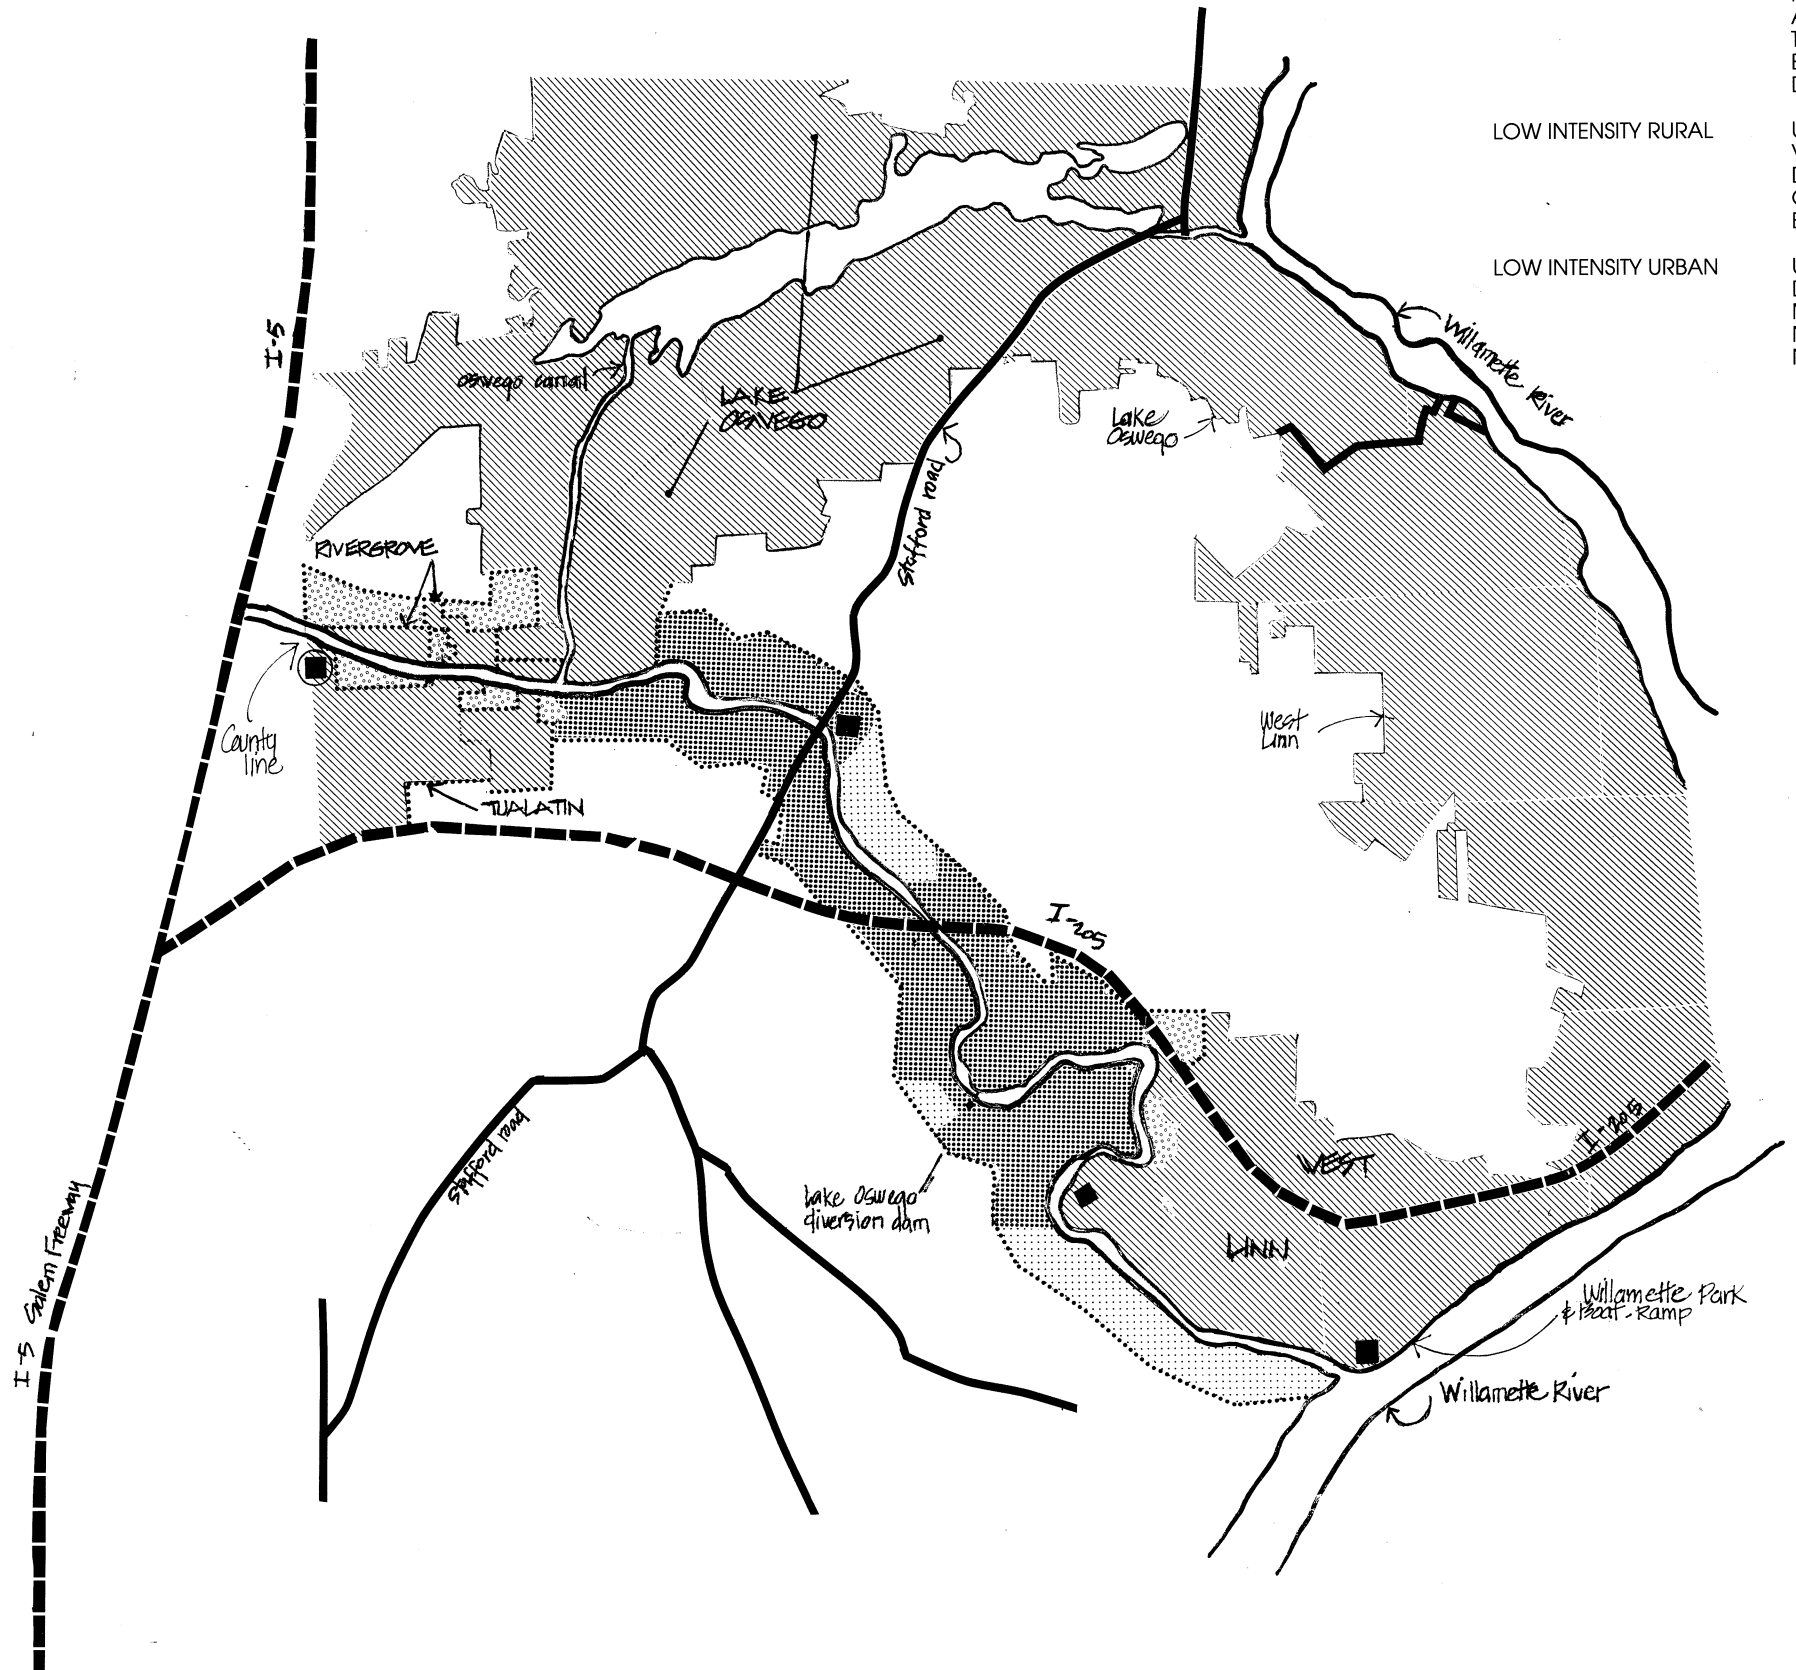 LOW INTENSITY RURAL
LOW INTENSITY URBAN
I-5
oswego canal
LAKE
OSWEGO
Lake
Oswego
Willamette River
Stafford road
RIVERGROVE
County
line
TUALATIN
West
Linn
I-205
Stafford road
Lake Oswego
diversion dam
WEST
LINN
I-205
Willamette Park
& Boat-Ramp
Willamette River
I-5 Salem Freeway